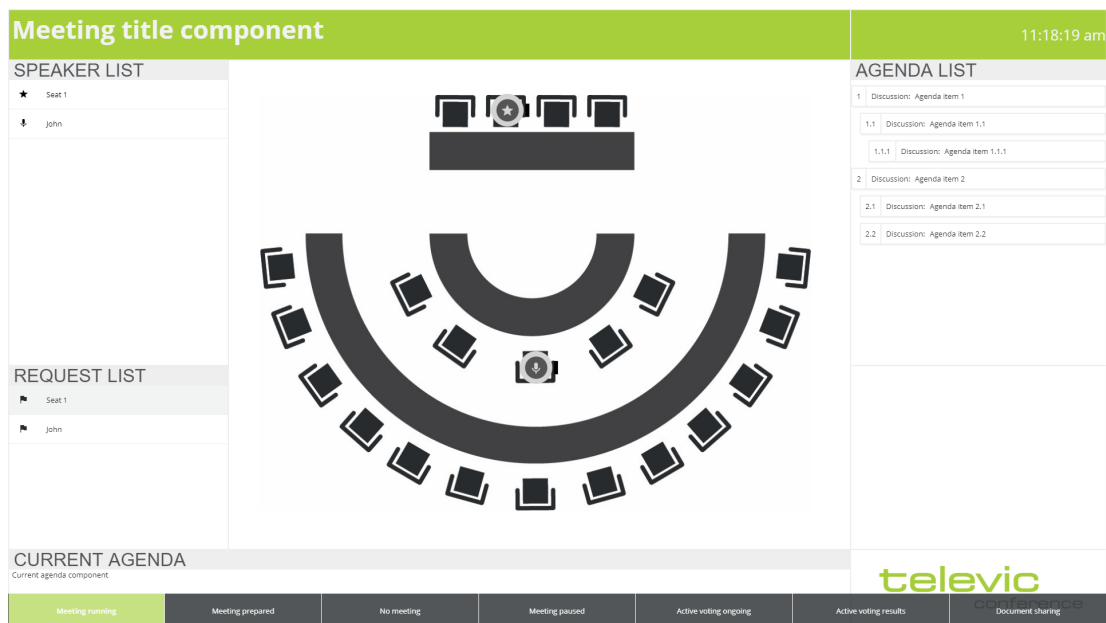 Meeting title component
11:18:19 am
SPEAKER LIST
Seat 1
John
REQUEST LIST
Seat 1
John
AGENDA LIST
1 Discussion: Agenda item 1
1.1 Discussion: Agenda item 1.1
1.1.1 Discussion: Agenda item 1.1.1
2 Discussion: Agenda item 2
2.1 Discussion: Agenda item 2.1
2.2 Discussion: Agenda item 2.2
CURRENT AGENDA
Current agenda component
televic
conference
Meeting running Meeting prepared No meeting Meeting paused Active voting ongoing Active voting results Document sharing